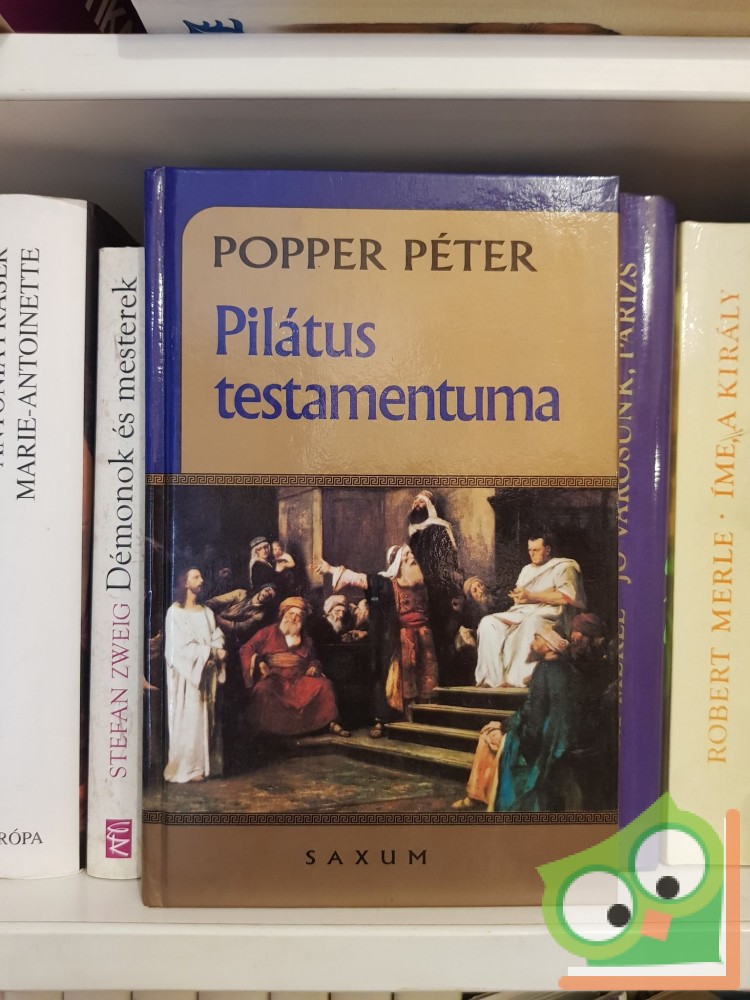 POPPER PÉTER
Pilátus
testamentuma
SAXUM
MARIE-ANTOINETTE
RÓPA
STEFAN ZWEIG Démonok és mesterek
VÁROSUNK, PÁRIZS
ROBERT MERLE · ÍME, A KIRÁLY